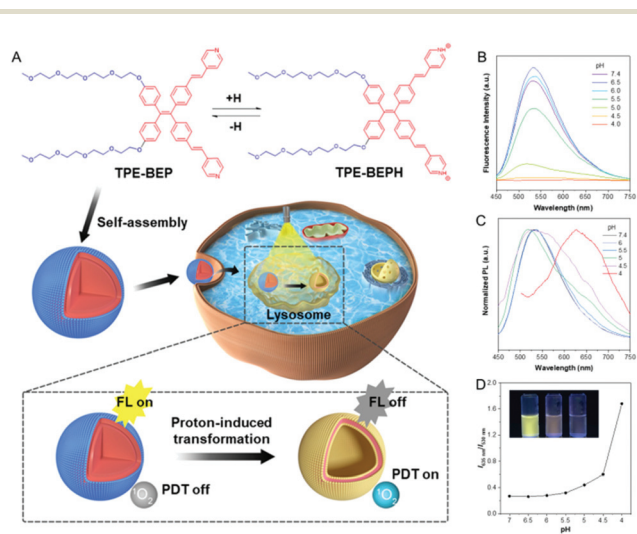 A
+H
-H
TPE-BEP
TPE-BEPH
Self-assembly
Lysosome
FL on
Proton-induced
transformation
FL off
PDT off
PDT on
¹O₂
¹O₂
B
Fluorescence Intensity (a.u.)
pH
7.4
6.5
6.0
5.5
5.0
4.5
4.0
450 500 550 600 650 700 750
Wavelength (nm)
C
Normalized PL (a.u.)
pH
7.4
6
5.5
5
4.5
4
450 500 550 600 650 700 750
Wavelength (nm)
D
2.0
1.6
1.2
0.8
0.4
0.0
7 6.5 6 5.5 5 4.5 4
pH